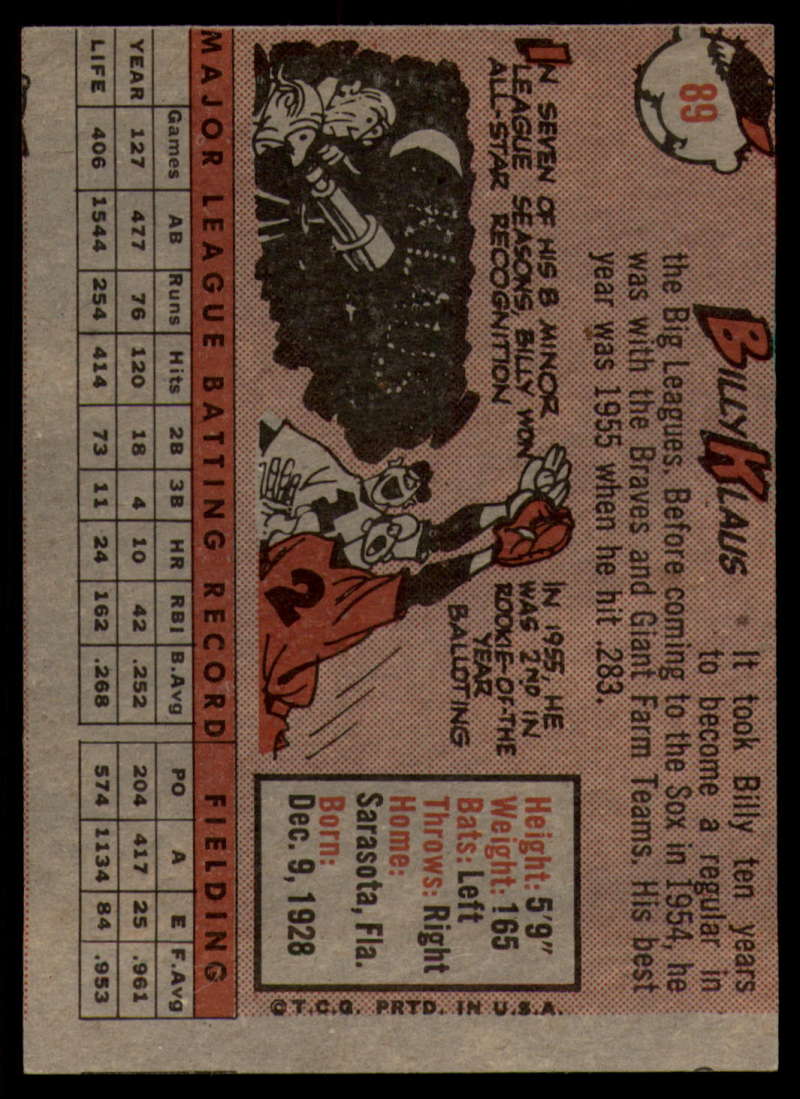 89
BILLY KLAUS • It took Billy ten years
to become a regular in
the Big Leagues. Before coming to the Sox in 1954, he
was with the Braves and Giant Farm Teams. His best
year was 1955 when he hit .283.
IN SEVEN OF HIS 8 MINOR
LEAGUE SEASONS, BILLY WON
ALL-STAR RECOGNITION
IN 1955, HE
WAS 2ND IN
ROOKIE-OF-THE
YEAR
BALLOTING
2
Height: 5'9"
Weight: 165
Bats: Left
Throws: Right
Home:
Sarasota, Fla.
Born:
Dec. 9, 1928
©T.C.G. PRTD. IN U.S.A.
MAJOR LEAGUE BATTING RECORD FIELDING
Games AB Runs Hits 2B 3B HR RBI B.Avg PO A E F.Avg
YEAR 127 477 76 120 18 4 10 42 .252 204 417 25 .961
LIFE 406 1544 254 414 73 11 24 162 .268 574 1134 84 .953